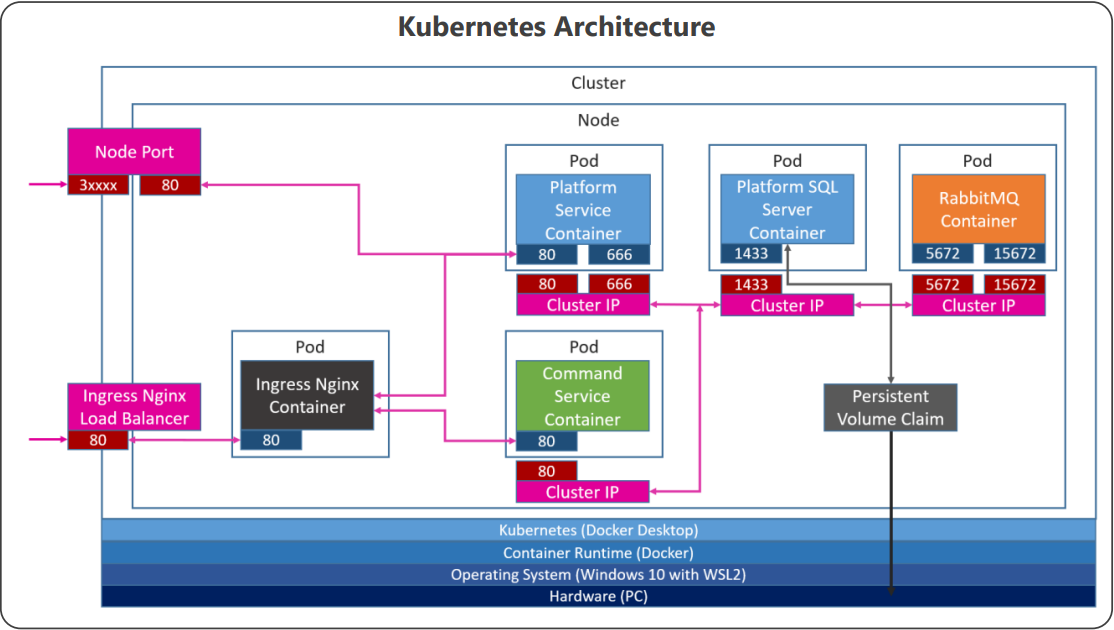 Kubernetes Architecture
Cluster
Node
Node Port
3xxxx
80
Pod
Platform
Service
Container
80
666
80
666
Cluster IP
Pod
Platform SQL
Server
Container
1433
1433
Cluster IP
Pod
RabbitMQ
Container
5672
15672
5672
15672
Cluster IP
Ingress Nginx
Load Balancer
80
Pod
Ingress Nginx
Container
80
Pod
Command
Service
Container
80
80
Cluster IP
Persistent
Volume Claim
Kubernetes (Docker Desktop)
Container Runtime (Docker)
Operating System (Windows 10 with WSL2)
Hardware (PC)